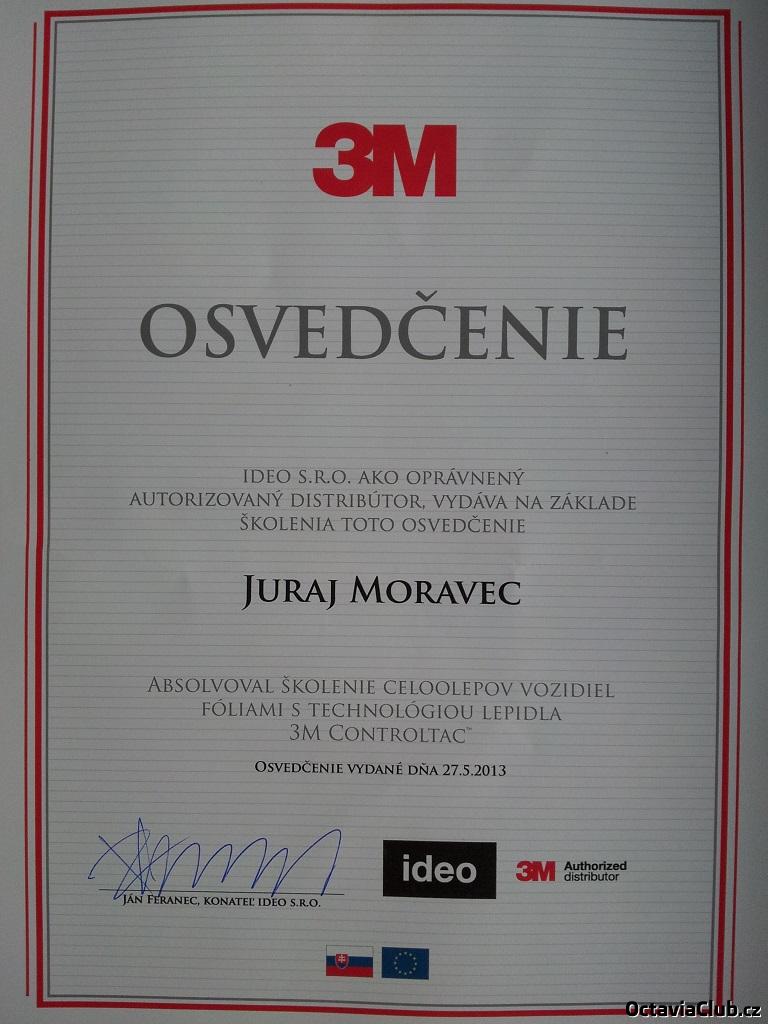 3M
OSVEDČENIE
IDEO S.R.O. AKO OPRÁVNENÝ
AUTORIZOVANÝ DISTRIBÚTOR, VYDÁVA NA ZÁKLADE
ŠKOLENIA TOTO OSVEDČENIE
JURAJ MORAVEC
ABSOLVOVAL ŠKOLENIE CELOOLEPOV VOZIDIEL
FÓLIAMI S TECHNOLÓGIOU LEPIDLA
3M CONTROLTAC™
OSVEDČENIE VYDANÉ DŇA 27.5.2013
JÁN FERANEC, KONATEĽ IDEO S.R.O.
ideo
3M Authorized
distributor
OctaviaClub.cz